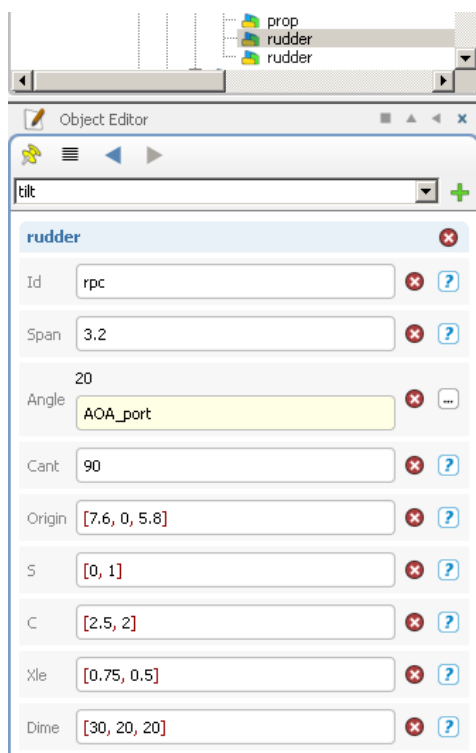 prop
rudder
rudder
Object Editor
tilt
rudder
Id rpc
Span 3.2
20
Angle AOA_port
Cant 90
Origin [7.6, 0, 5.8]
S [0, 1]
C [2.5, 2]
Xle [0.75, 0.5]
Dime [30, 20, 20]